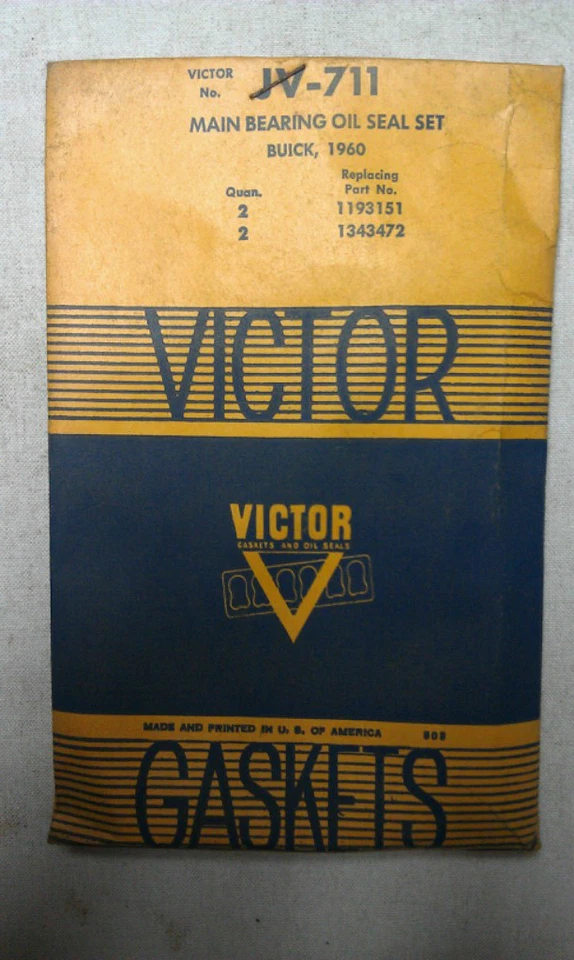 VICTOR No. JV-711
MAIN BEARING OIL SEAL SET
BUICK, 1960
Quan. Replacing Part No.
2 1193151
2 1343472
VICTOR
VICTOR
GASKETS AND OIL SEALS
MADE AND PRINTED IN U. S. OF AMERICA
GASKETS